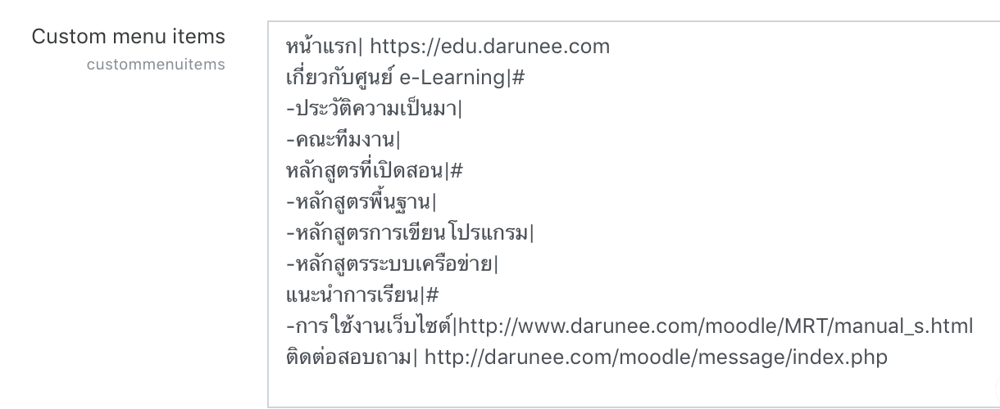 Custom menu items
custommenuitems
หน้าแรก| https://edu.darunee.com
เกี่ยวกับศูนย์ e-Learning|#
-ประวัติความเป็นมา|
-คณะทีมงาน|
หลักสูตรที่เปิดสอน|#
-หลักสูตรพื้นฐาน|
-หลักสูตรการเขียนโปรแกรม|
-หลักสูตรระบบเครือข่าย|
แนะนำการเรียน|#
-การใช้งานเว็บไซต์|http://www.darunee.com/moodle/MRT/manual_s.html
ติดต่อสอบถาม| http://darunee.com/moodle/message/index.php